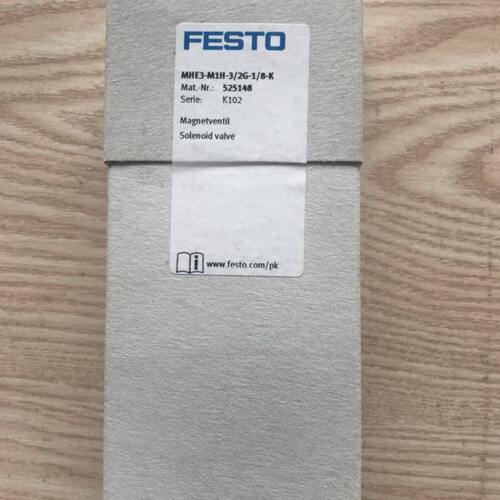 FESTO
MHE3-M1H-3/2G-1/8-K
Mat.-Nr.: 525148
Serie: K102
Magnetventil
Solenoid valve
www.festo.com/pk